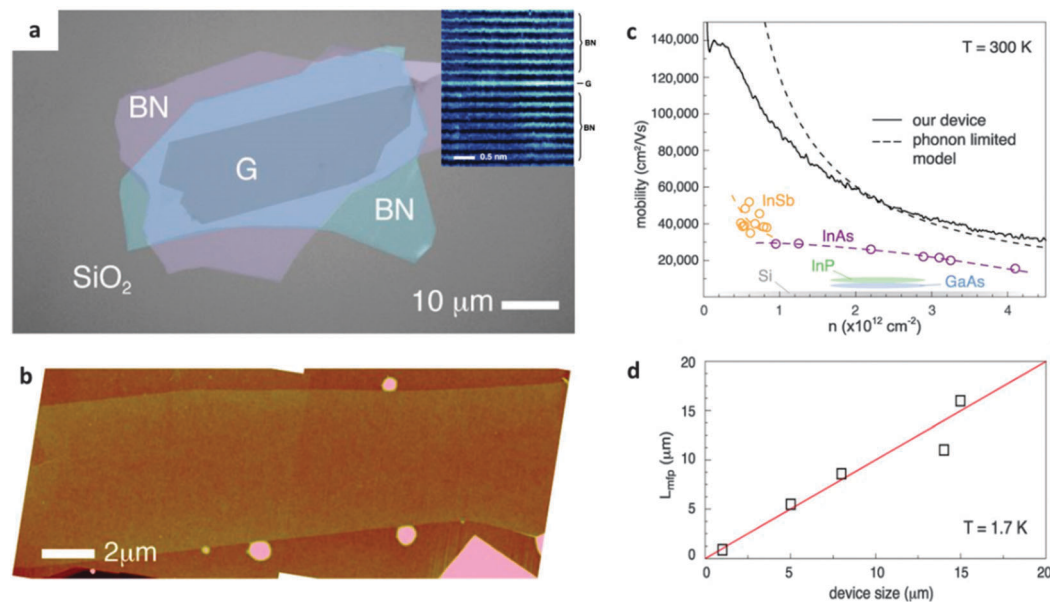 a
BN
G
BN
SiO2
10 μm
BN
G
BN
0.5 nm
b
2μm
c
T = 300 K
our device
phonon limited
model
mobility (cm2/Vs)
140,000
120,000
100,000
80,000
60,000
40,000
20,000
InSb
InAs
InP
GaAs
Si
0 1 2 3 4
n (x10^12 cm-2)
d
Lmfp (μm)
20
15
10
5
0
T = 1.7 K
0 5 10 15 20
device size (μm)